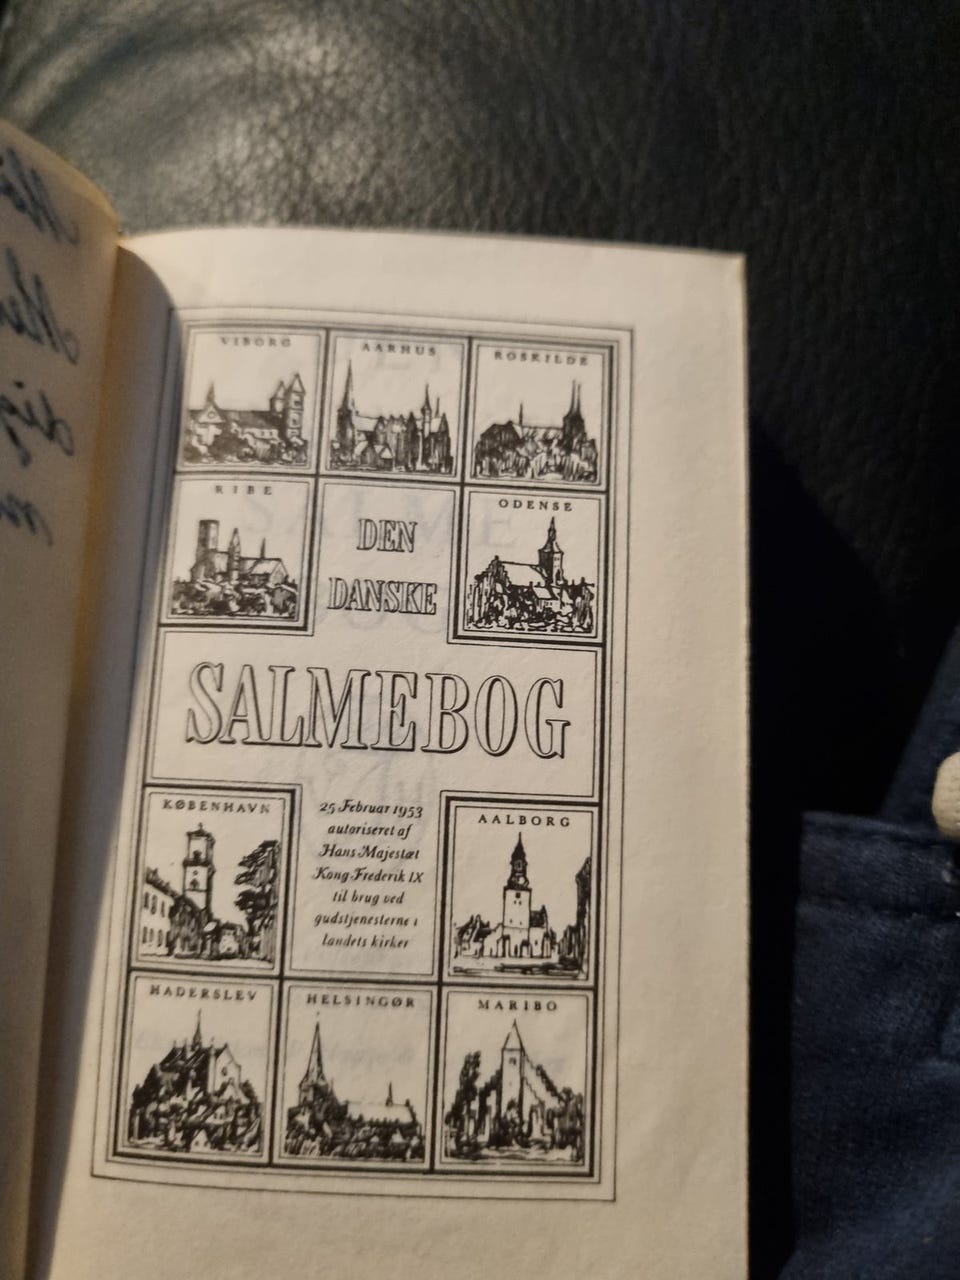 VIBORG
AARHUS
ROSKILDE
RIBE
ODENSE
DEN
DANSKE
SALMEBOG
KØBENHAVN
25 Februar 1953
autoriseret af
Hans Majestæt
Kong Frederik IX
til brug ved
gudstjenesterne i
landets kirker
AALBORG
HADERSLEV
HELSINGØR
MARIBO